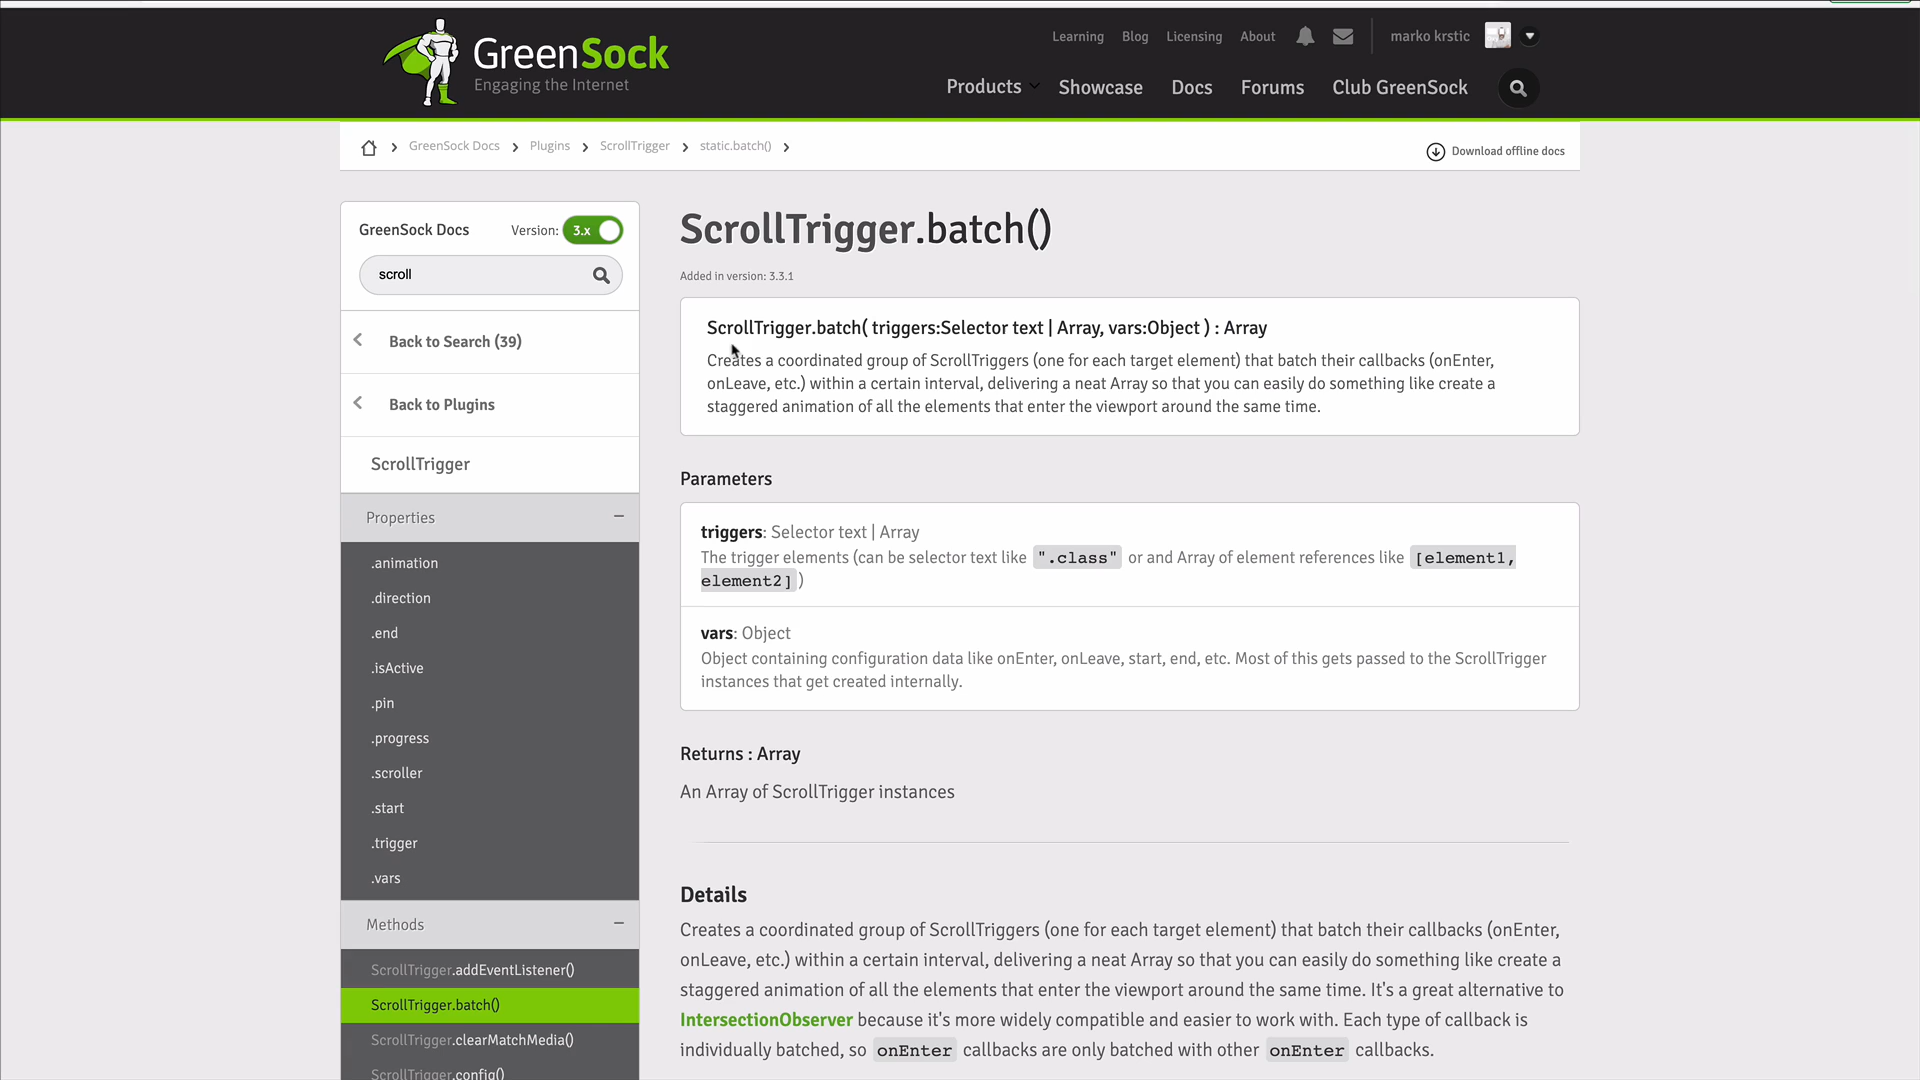 GreenSock
Engaging the Internet
Learning Blog Licensing About marko krstic
Products Showcase Docs Forums Club GreenSock
GreenSock Docs Plugins ScrollTrigger static.batch() Download offline docs
GreenSock Docs Version: 3.x
scroll
Back to Search (39)
Back to Plugins
ScrollTrigger
Properties
.animation
.direction
.end
.isActive
.pin
.progress
.scroller
.start
.trigger
.vars
Methods
ScrollTrigger.addEventListener()
ScrollTrigger.batch()
ScrollTrigger.clearMatchMedia()
ScrollTrigger.config()
ScrollTrigger.batch()
Added in version: 3.3.1
ScrollTrigger.batch( triggers:Selector text | Array, vars:Object ) : Array
Creates a coordinated group of ScrollTriggers (one for each target element) that batch their callbacks (onEnter,
onLeave, etc.) within a certain interval, delivering a neat Array so that you can easily do something like create a
staggered animation of all the elements that enter the viewport around the same time.
Parameters
triggers: Selector text | Array
The trigger elements (can be selector text like ".class" or and Array of element references like [element1,
element2])
vars: Object
Object containing configuration data like onEnter, onLeave, start, end, etc. Most of this gets passed to the ScrollTrigger
instances that get created internally.
Returns : Array
An Array of ScrollTrigger instances
Details
Creates a coordinated group of ScrollTriggers (one for each target element) that batch their callbacks (onEnter,
onLeave, etc.) within a certain interval, delivering a neat Array so that you can easily do something like create a
staggered animation of all the elements that enter the viewport around the same time. It's a great alternative to
IntersectionObserver because it's more widely compatible and easier to work with. Each type of callback is
individually batched, so onEnter callbacks are only batched with other onEnter callbacks.